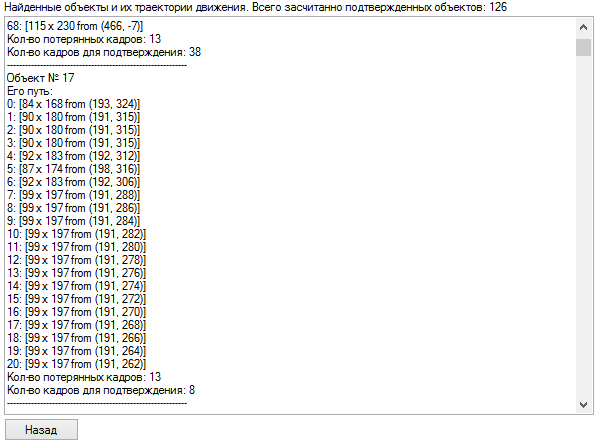 Найденные объекты и их траектории движения. Всего засчитанно подтвержденных объектов: 126
68: [115 x 230 from (466, -7)]
Кол-во потерянных кадров: 13
Кол-во кадров для подтверждения: 38
------------------------------------------------------------
Объект № 17
Его путь:
0: [84 x 168 from (193, 324)]
1: [90 x 180 from (191, 315)]
2: [90 x 180 from (191, 315)]
3: [90 x 180 from (191, 315)]
4: [92 x 183 from (192, 312)]
5: [87 x 174 from (198, 316)]
6: [92 x 183 from (192, 306)]
7: [99 x 197 from (191, 288)]
8: [99 x 197 from (191, 286)]
9: [99 x 197 from (191, 284)]
10: [99 x 197 from (191, 282)]
11: [99 x 197 from (191, 280)]
12: [99 x 197 from (191, 278)]
13: [99 x 197 from (191, 276)]
14: [99 x 197 from (191, 274)]
15: [99 x 197 from (191, 272)]
16: [99 x 197 from (191, 270)]
17: [99 x 197 from (191, 268)]
18: [99 x 197 from (191, 266)]
19: [99 x 197 from (191, 264)]
20: [99 x 197 from (191, 262)]
Кол-во потерянных кадров: 13
Кол-во кадров для подтверждения: 8
------------------------------------------------------------
Назад